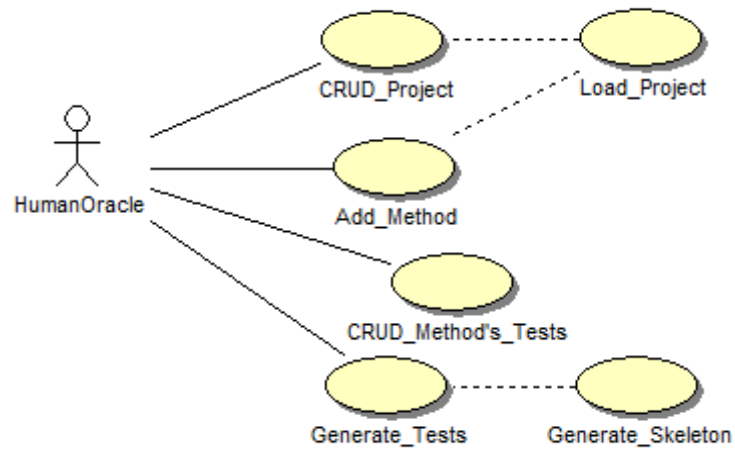 CRUD_Project
Load_Project
HumanOracle
Add_Method
CRUD_Method's_Tests
Generate_Tests
Generate_Skeleton